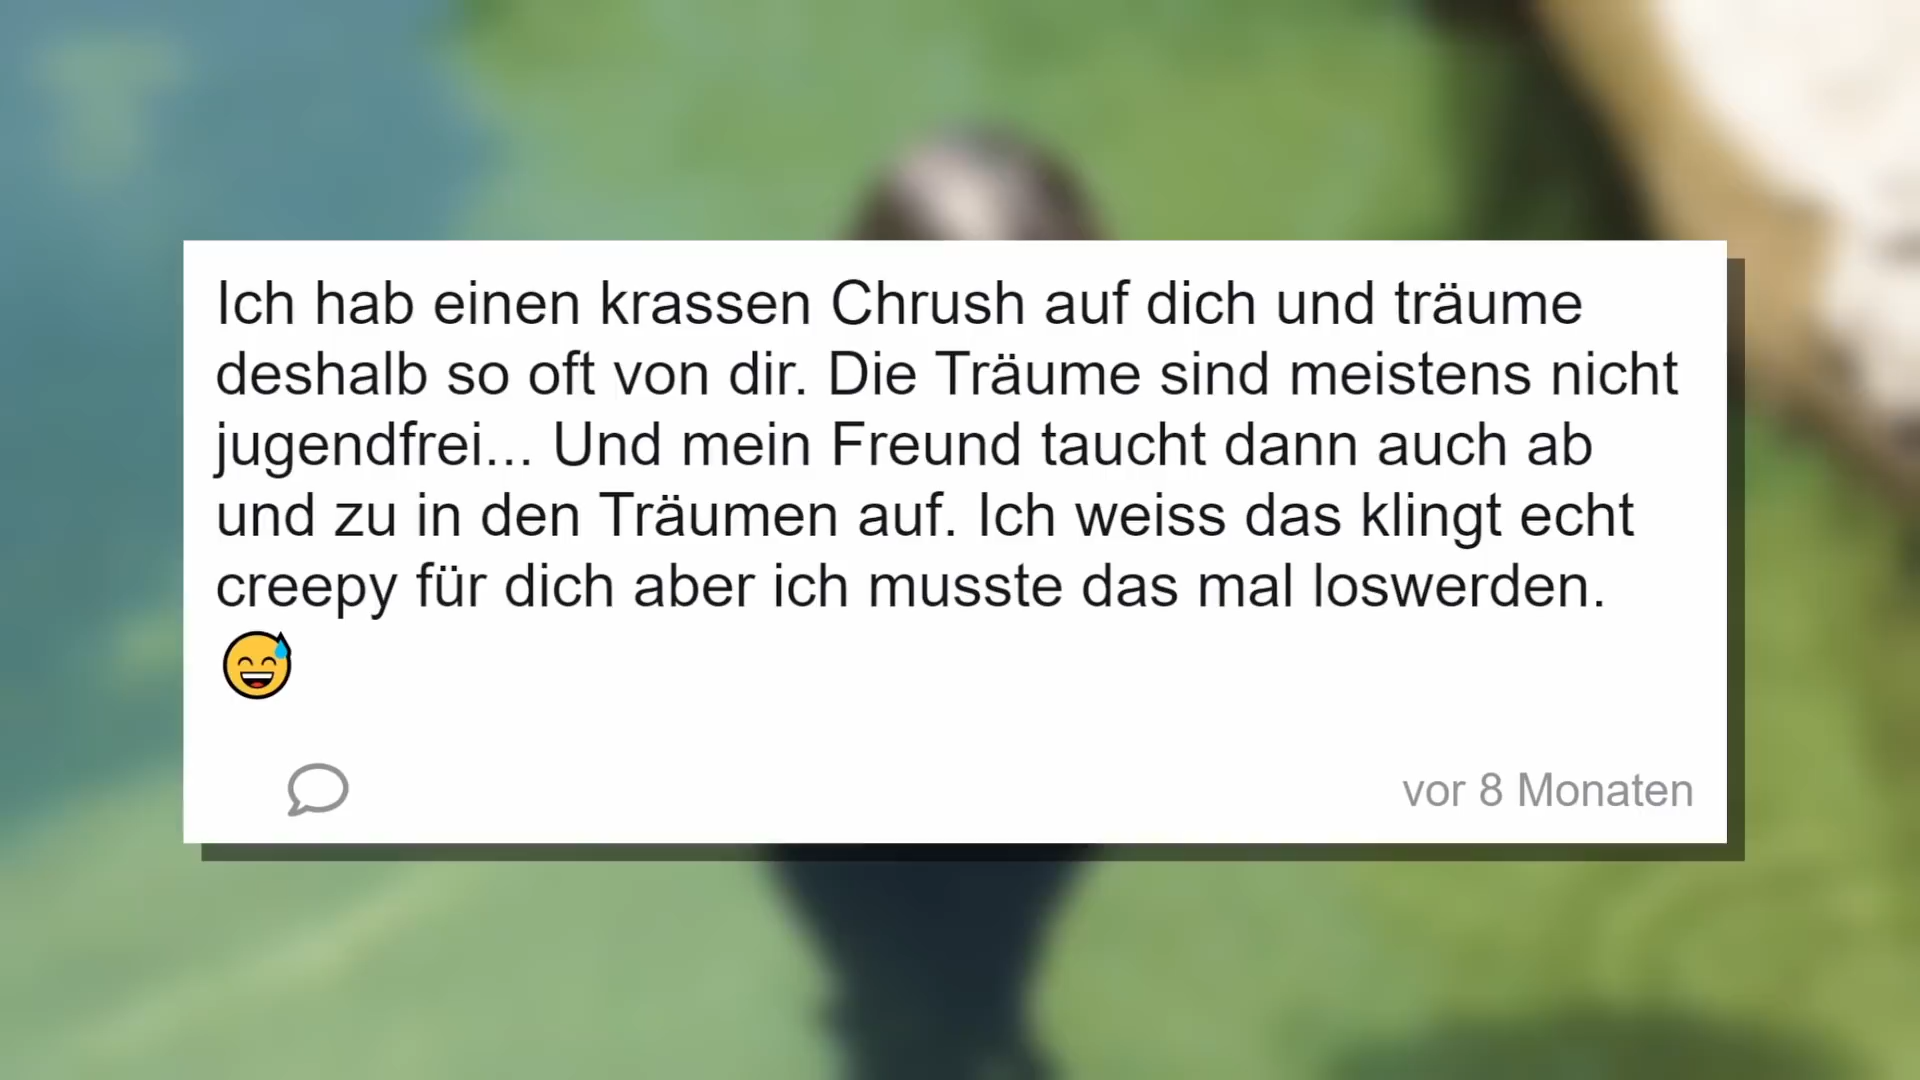 Ich hab einen krassen Chrush auf dich und träume
deshalb so oft von dir. Die Träume sind meistens nicht
jugendfrei... Und mein Freund taucht dann auch ab
und zu in den Träumen auf. Ich weiss das klingt echt
creepy für dich aber ich musste das mal loswerden.
😅
vor 8 Monaten